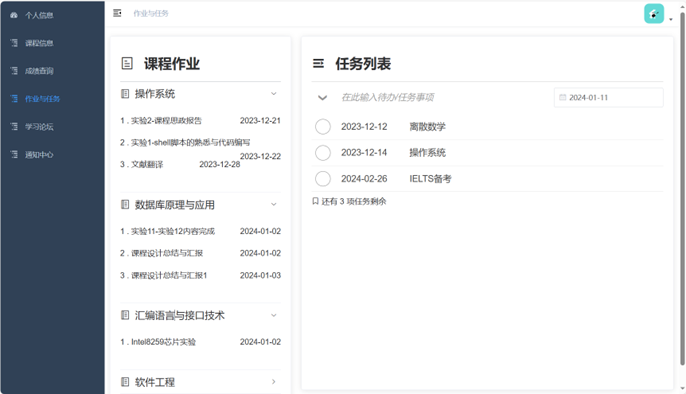 个人信息
课程信息
成绩查询
作业与任务
学习论坛
通知中心
作业与任务
课程作业
操作系统
1 . 实验2-课程思政报告 2023-12-21
2 . 实验1-shell脚本的熟悉与代码编写 2023-12-22
3 . 文献翻译 2023-12-28
数据库原理与应用
1 . 实验11-实验12内容完成 2024-01-02
2 . 课程设计总结与汇报 2024-01-02
3 . 课程设计总结与汇报1 2024-01-03
汇编语言与接口技术
1 . Intel8259芯片实验 2024-01-02
软件工程
任务列表
在此输入待办/任务事项 2024-01-11
2023-12-12 离散数学
2023-12-14 操作系统
2024-02-26 IELTS备考
还有 3 项任务剩余